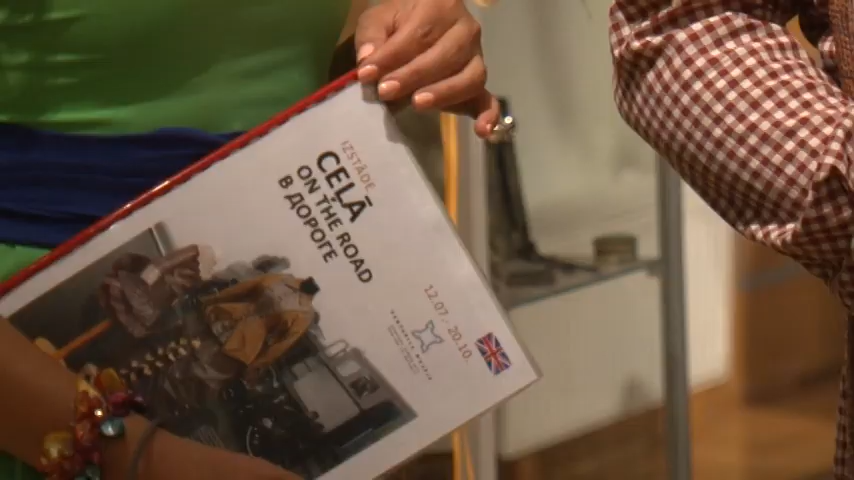 IZSTĀDE
CEĻĀ
ON THE ROAD
В ДОРОГЕ
12.07.-20.10.